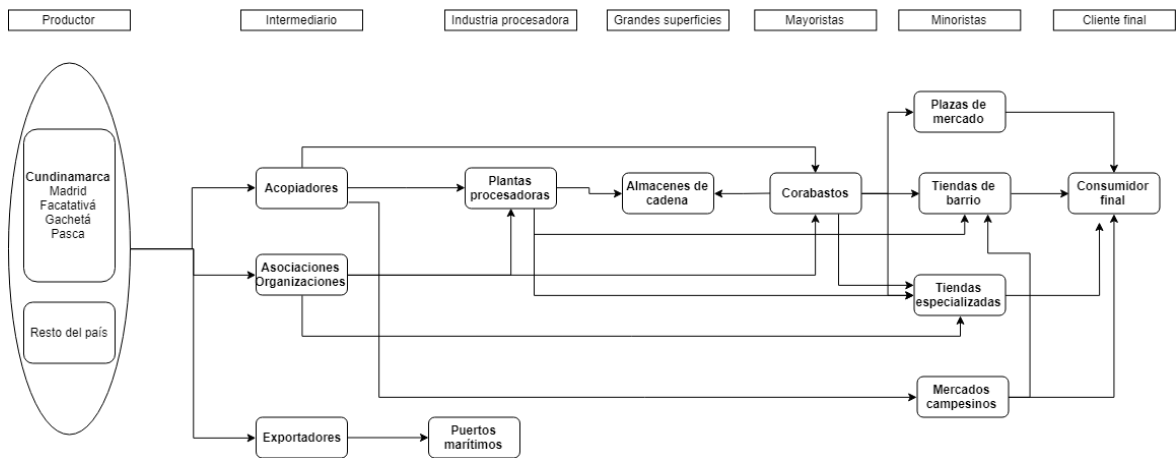 Productor
Intermediario
Industria procesadora
Grandes superficies
Mayoristas
Minoristas
Cliente final
Cundinamarca
Madrid
Facatativá
Gachetá
Pasca
Resto del país
Acopiadores
Asociaciones
Organizaciones
Exportadores
Plantas
procesadoras
Puertos
marítimos
Almacenes de
cadena
Corabastos
Plazas de
mercado
Tiendas de
barrio
Tiendas
especializadas
Mercados
campesinos
Consumidor
final